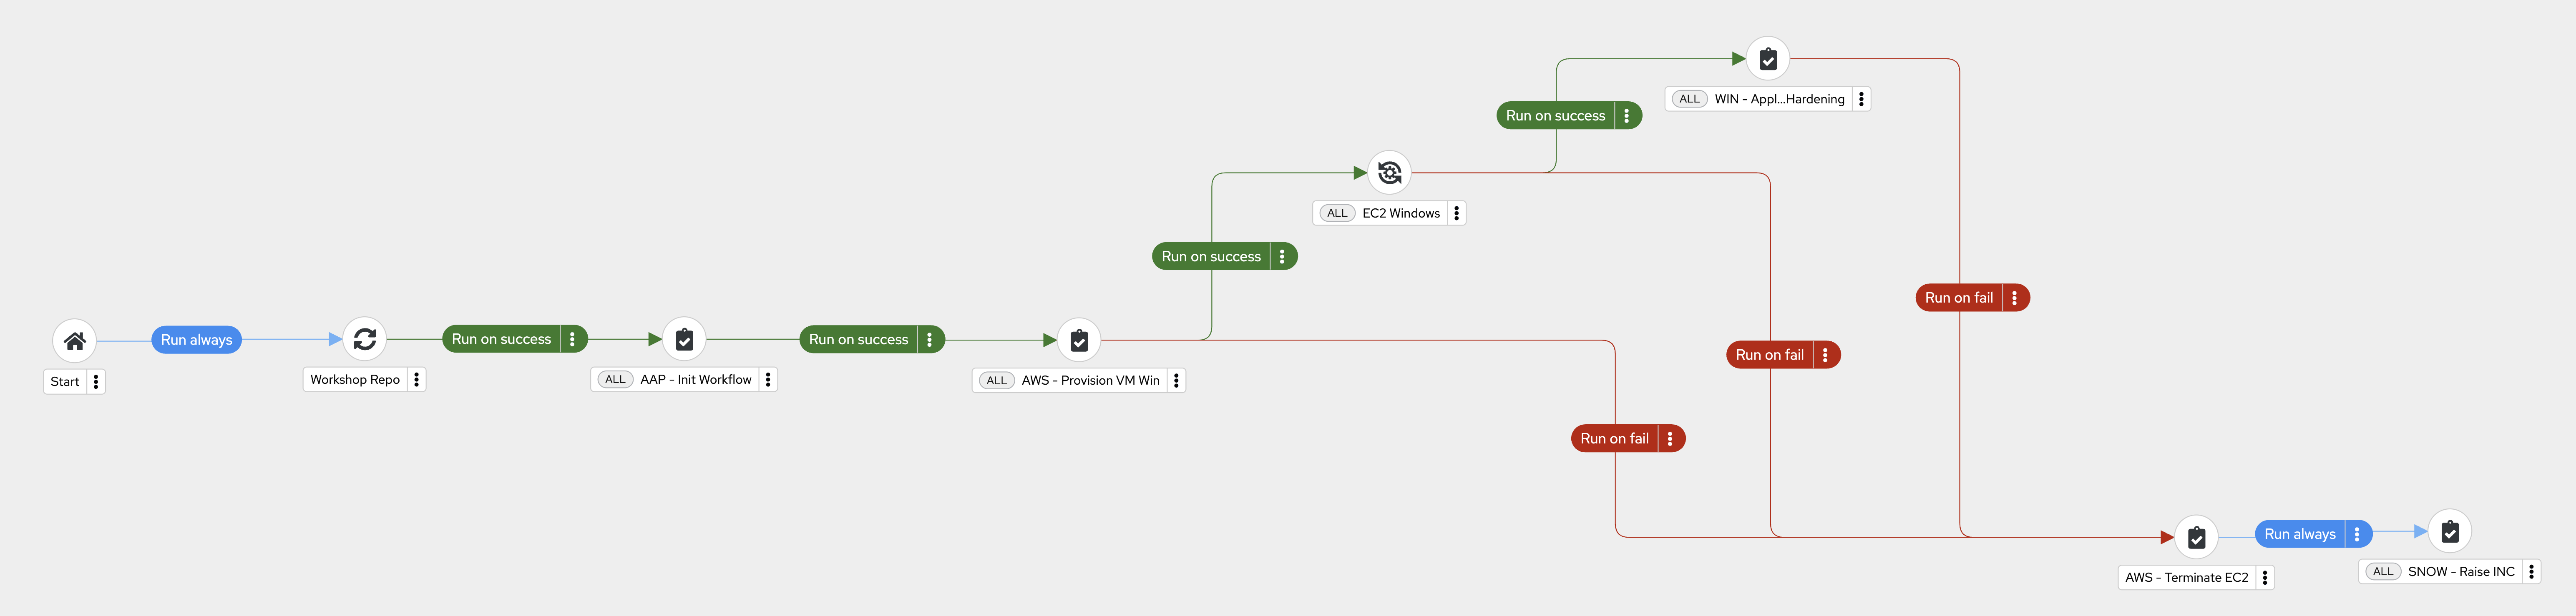 ALL WIN - Appl...Hardening
Run on success
ALL EC2 Windows
Run on success
Run on fail
Start
Run always
Workshop Repo
Run on success
ALL AAP - Init Workflow
Run on success
ALL AWS - Provision VM Win
Run on fail
Run on fail
AWS - Terminate EC2
Run always
ALL SNOW - Raise INC